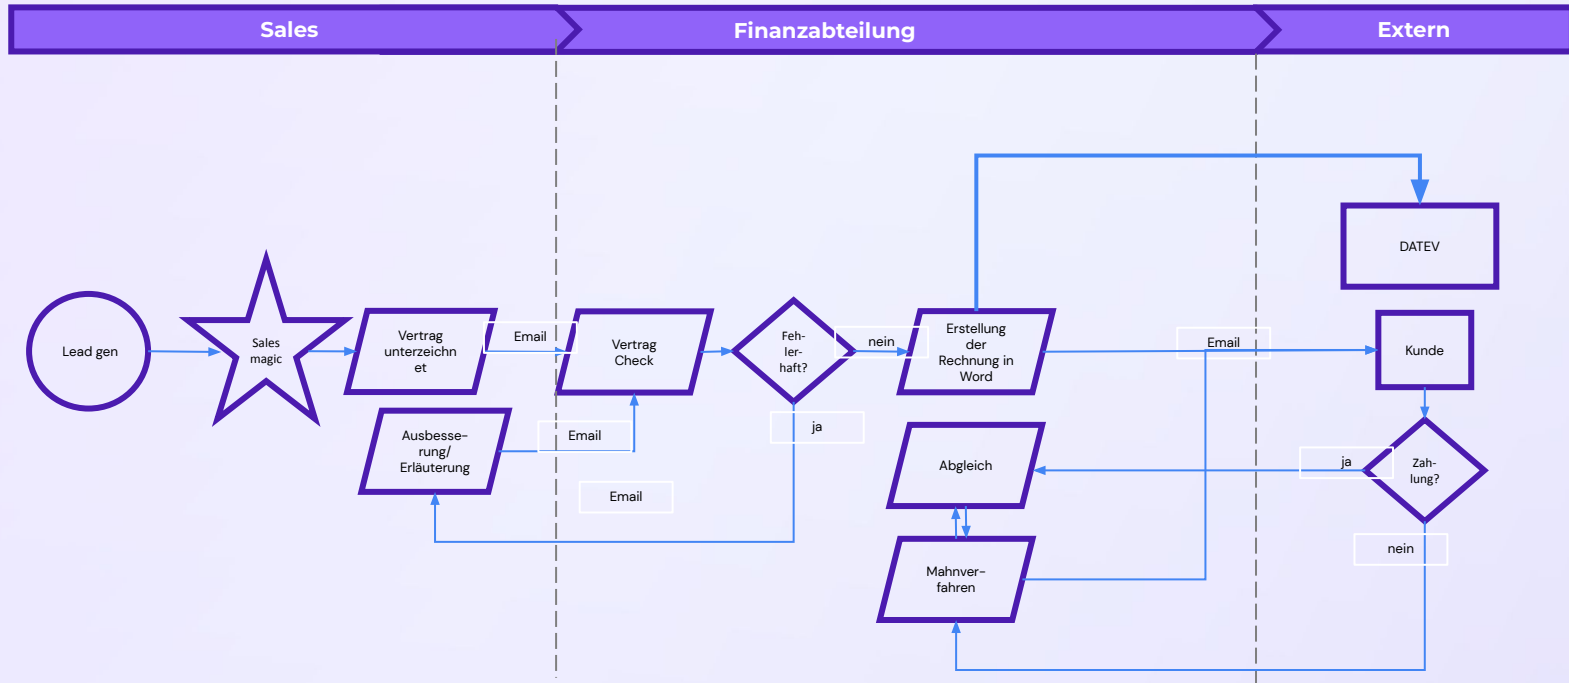 Sales
Finanzabteilung
Extern
Lead gen
Sales
magic
Vertrag
unterzeichn
et
Email
Vertrag
Check
Feh-
ler-
haft?
nein
Erstellung
der
Rechnung in
Word
Email
DATEV
Kunde
Ausbesse-
rung/
Erläuterung
Email
Email
ja
Abgleich
ja
Zah-
lung?
nein
Mahnver-
fahren